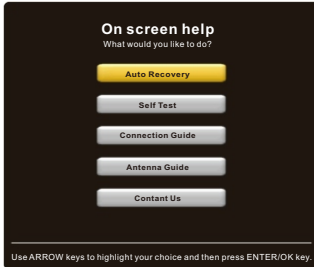 On screen help
What would you like to do?
Auto Recovery
Self Test
Connection Guide
Antenna Guide
Contant Us
Use ARROW keys to highlight your choice and then press ENTER/OK key.